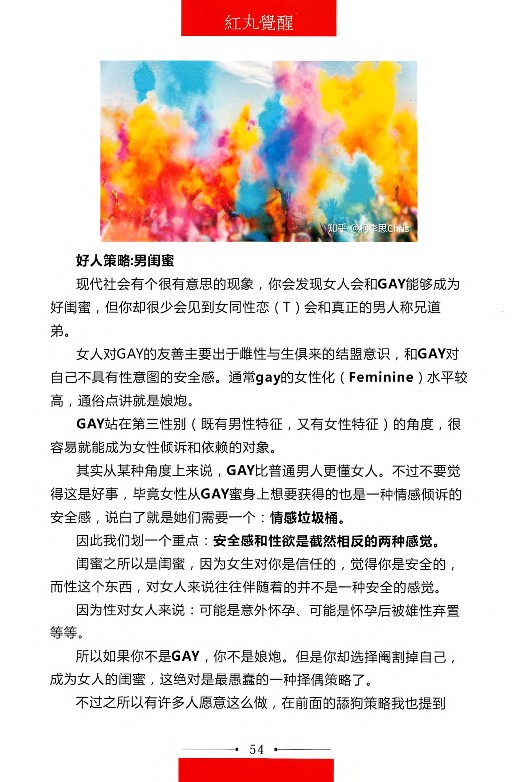 紅丸覺醒
知乎 @何李思Chris
好人策略:男闺蜜
现代社会有个很有意思的现象，你会发现女人会和GAY能够成为
好闺蜜，但你却很少会见到女同性恋（T）会和真正的男人称兄道
弟。
女人对GAY的友善主要出于雌性与生俱来的结盟意识，和GAY对
自己不具有性意图的安全感。通常gay的女性化（Feminine）水平较
高，通俗点讲就是娘炮。
GAY站在第三性别（既有男性特征，又有女性特征）的角度，很
容易就能成为女性倾诉和依赖的对象。
其实从某种角度上来说，GAY比普通男人更懂女人。不过不要觉
得这是好事，毕竟女性从GAY蜜身上想要获得的也是一种情感倾诉的
安全感，说白了就是她们需要一个：情感垃圾桶。
因此我们划一个重点：安全感和性欲是截然相反的两种感觉。
闺蜜之所以是闺蜜，因为女生对你是信任的，觉得你是安全的，
而性这个东西，对女人来说往往伴随着的并不是一种安全的感觉。
因为性对女人来说：可能是意外怀孕、可能是怀孕后被雄性弃置
等等。
所以如果你不是GAY，你不是娘炮。但是你却选择阉割掉自己，
成为女人的闺蜜，这绝对是最愚蠢的一种择偶策略了。
不过之所以有许多人愿意这么做，在前面的舔狗策略我也提到
54